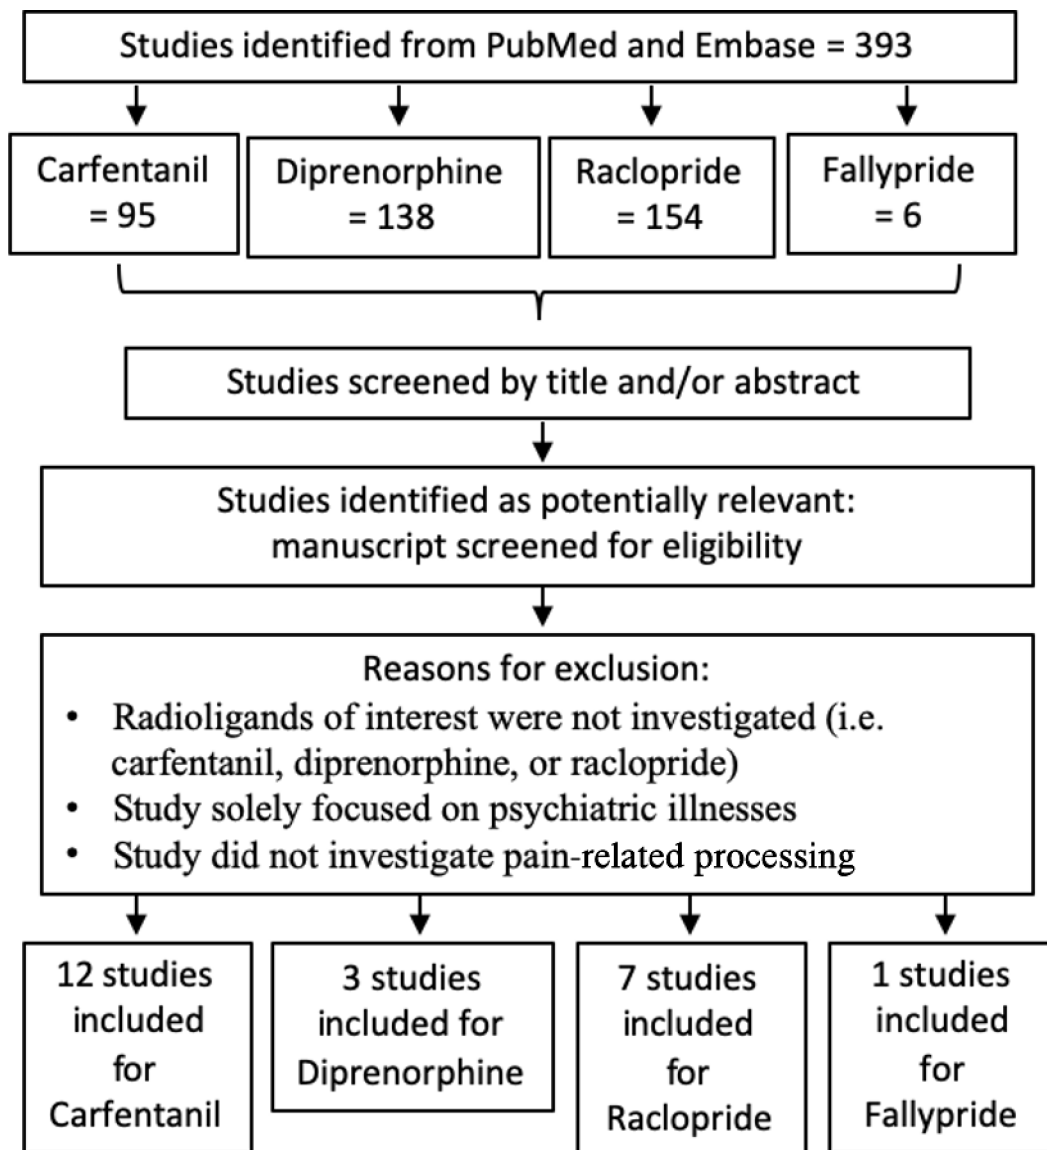 Studies identified from PubMed and Embase = 393
Carfentanil
= 95
Diprenorphine
= 138
Raclopride
= 154
Fallypride
= 6
Studies screened by title and/or abstract
Studies identified as potentially relevant:
manuscript screened for eligibility
Reasons for exclusion:
• Radioligands of interest were not investigated (i.e.
carfentanil, diprenorphine, or raclopride)
• Study solely focused on psychiatric illnesses
• Study did not investigate pain-related processing
12 studies
included
for
Carfentanil
3 studies
included for
Diprenorphine
7 studies
included
for
Raclopride
1 studies
included
for
Fallypride